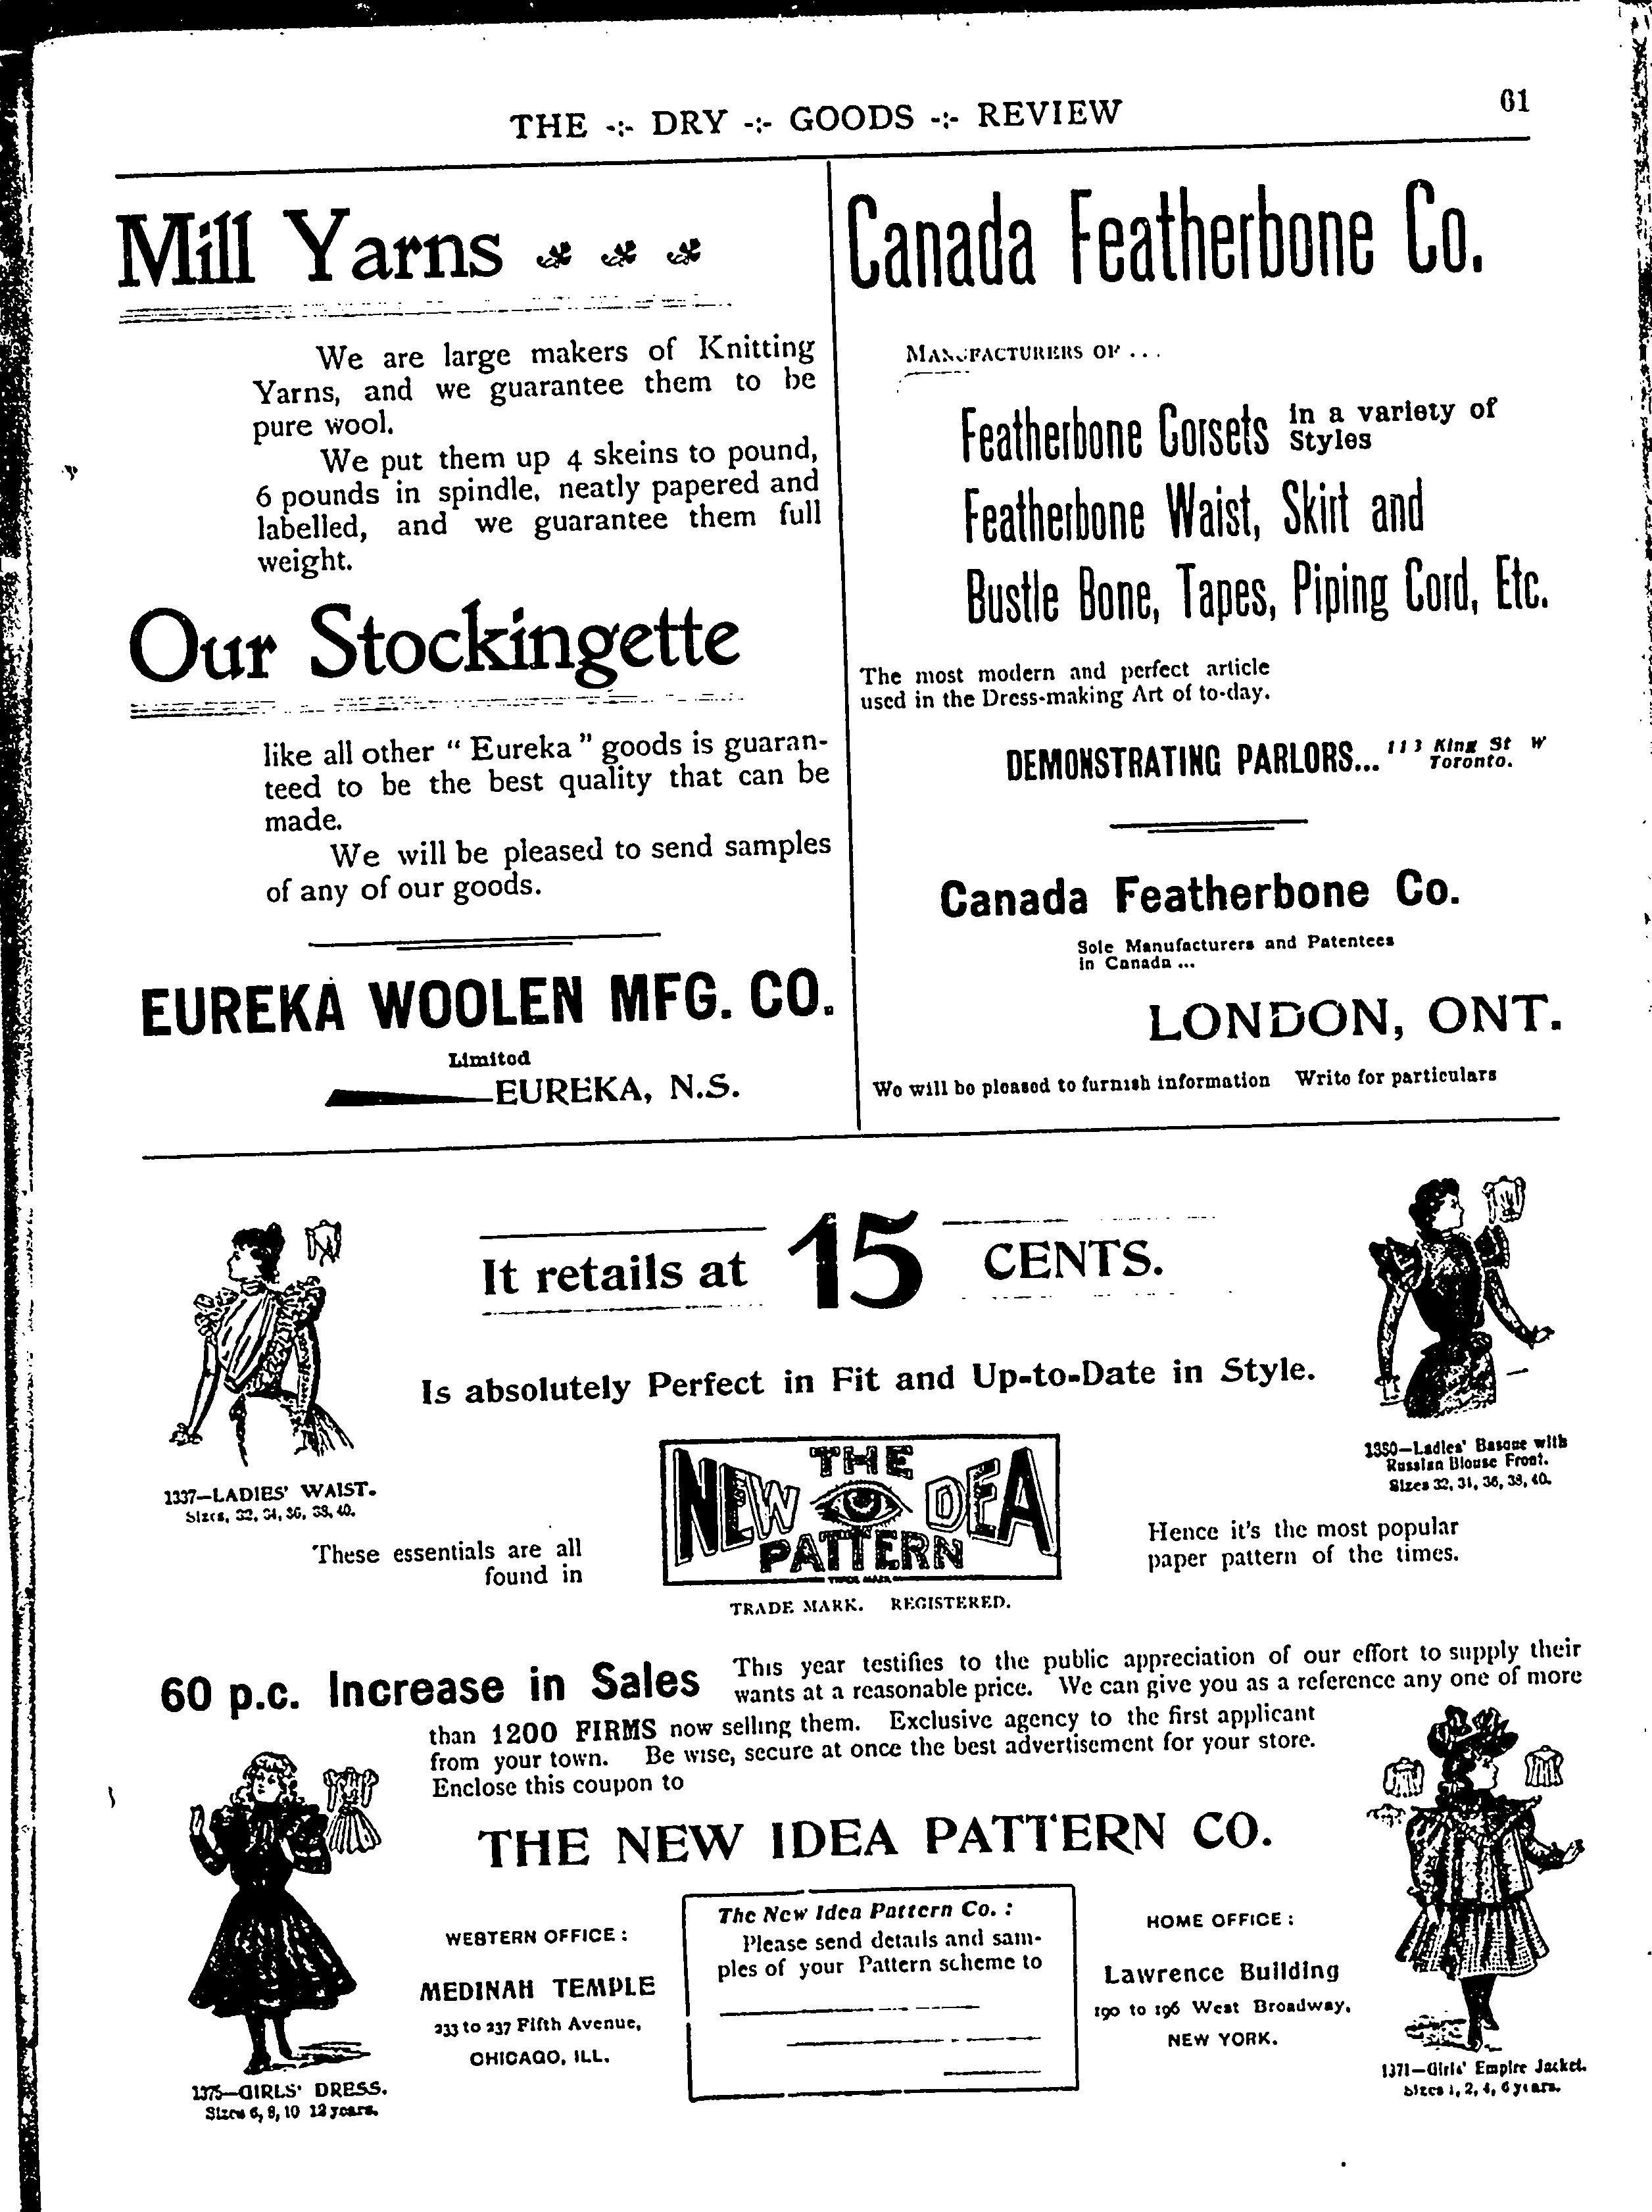 THE -:- DRY -:- GOODS -:- REVIEW
61
Mill Yarns
We are large makers of Knitting
Yarns, and we guarantee them to be
pure wool.
We put them up 4 skeins to pound,
6 pounds in spindle, neatly papered and
labelled, and we guarantee them full
weight.
Our Stockingette
like all other "Eureka" goods is guaran-
teed to be the best quality that can be
made.
We will be pleased to send samples
of any of our goods.
EUREKA WOOLEN MFG. CO.
Limited
EUREKA, N.S.
Canada Featherbone Co.
MANUFACTURERS OF ...
Featherbone Corsets in a variety of
Styles
Featherbone Waist, Skirt and
Bustle Bone, Tapes, Piping Cord, Etc.
The most modern and perfect article
used in the Dress-making Art of to-day.
DEMONSTRATING PARLORS... 113 King St W
Toronto.
Canada Featherbone Co.
Sole Manufacturers and Patentees
in Canada ...
LONDON, ONT.
We will be pleased to furnish information Write for particulars
It retails at 15 CENTS.
Is absolutely Perfect in Fit and Up-to-Date in Style.
1337—LADIES' WAIST.
Sizes, 32, 34, 36, 38, 40.
1380—Ladies' Basque with
Russian Blouse Front.
Sizes 32, 34, 36, 38, 40.
These essentials are all
found in
THE
NEW IDEA
PATTERN
TRADE MARK
TRADE MARK. REGISTERED.
Hence it's the most popular
paper pattern of the times.
60 p.c. Increase in Sales This year testifies to the public appreciation of our effort to supply their
wants at a reasonable price. We can give you as a reference any one of more
than 1200 FIRMS now selling them. Exclusive agency to the first applicant
from your town. Be wise, secure at once the best advertisement for your store.
Enclose this coupon to
THE NEW IDEA PATTERN CO.
WESTERN OFFICE:
MEDINAH TEMPLE
233 to 237 Fifth Avenue,
CHICAGO, ILL.
The New Idea Pattern Co.:
Please send details and sam-
ples of your Pattern scheme to
HOME OFFICE:
Lawrence Building
190 to 196 West Broadway,
NEW YORK.
1375—GIRLS' DRESS.
Sizes 6, 8, 10 12 years.
1371—Girls' Empire Jacket.
Sizes 1, 2, 4, 6 years.